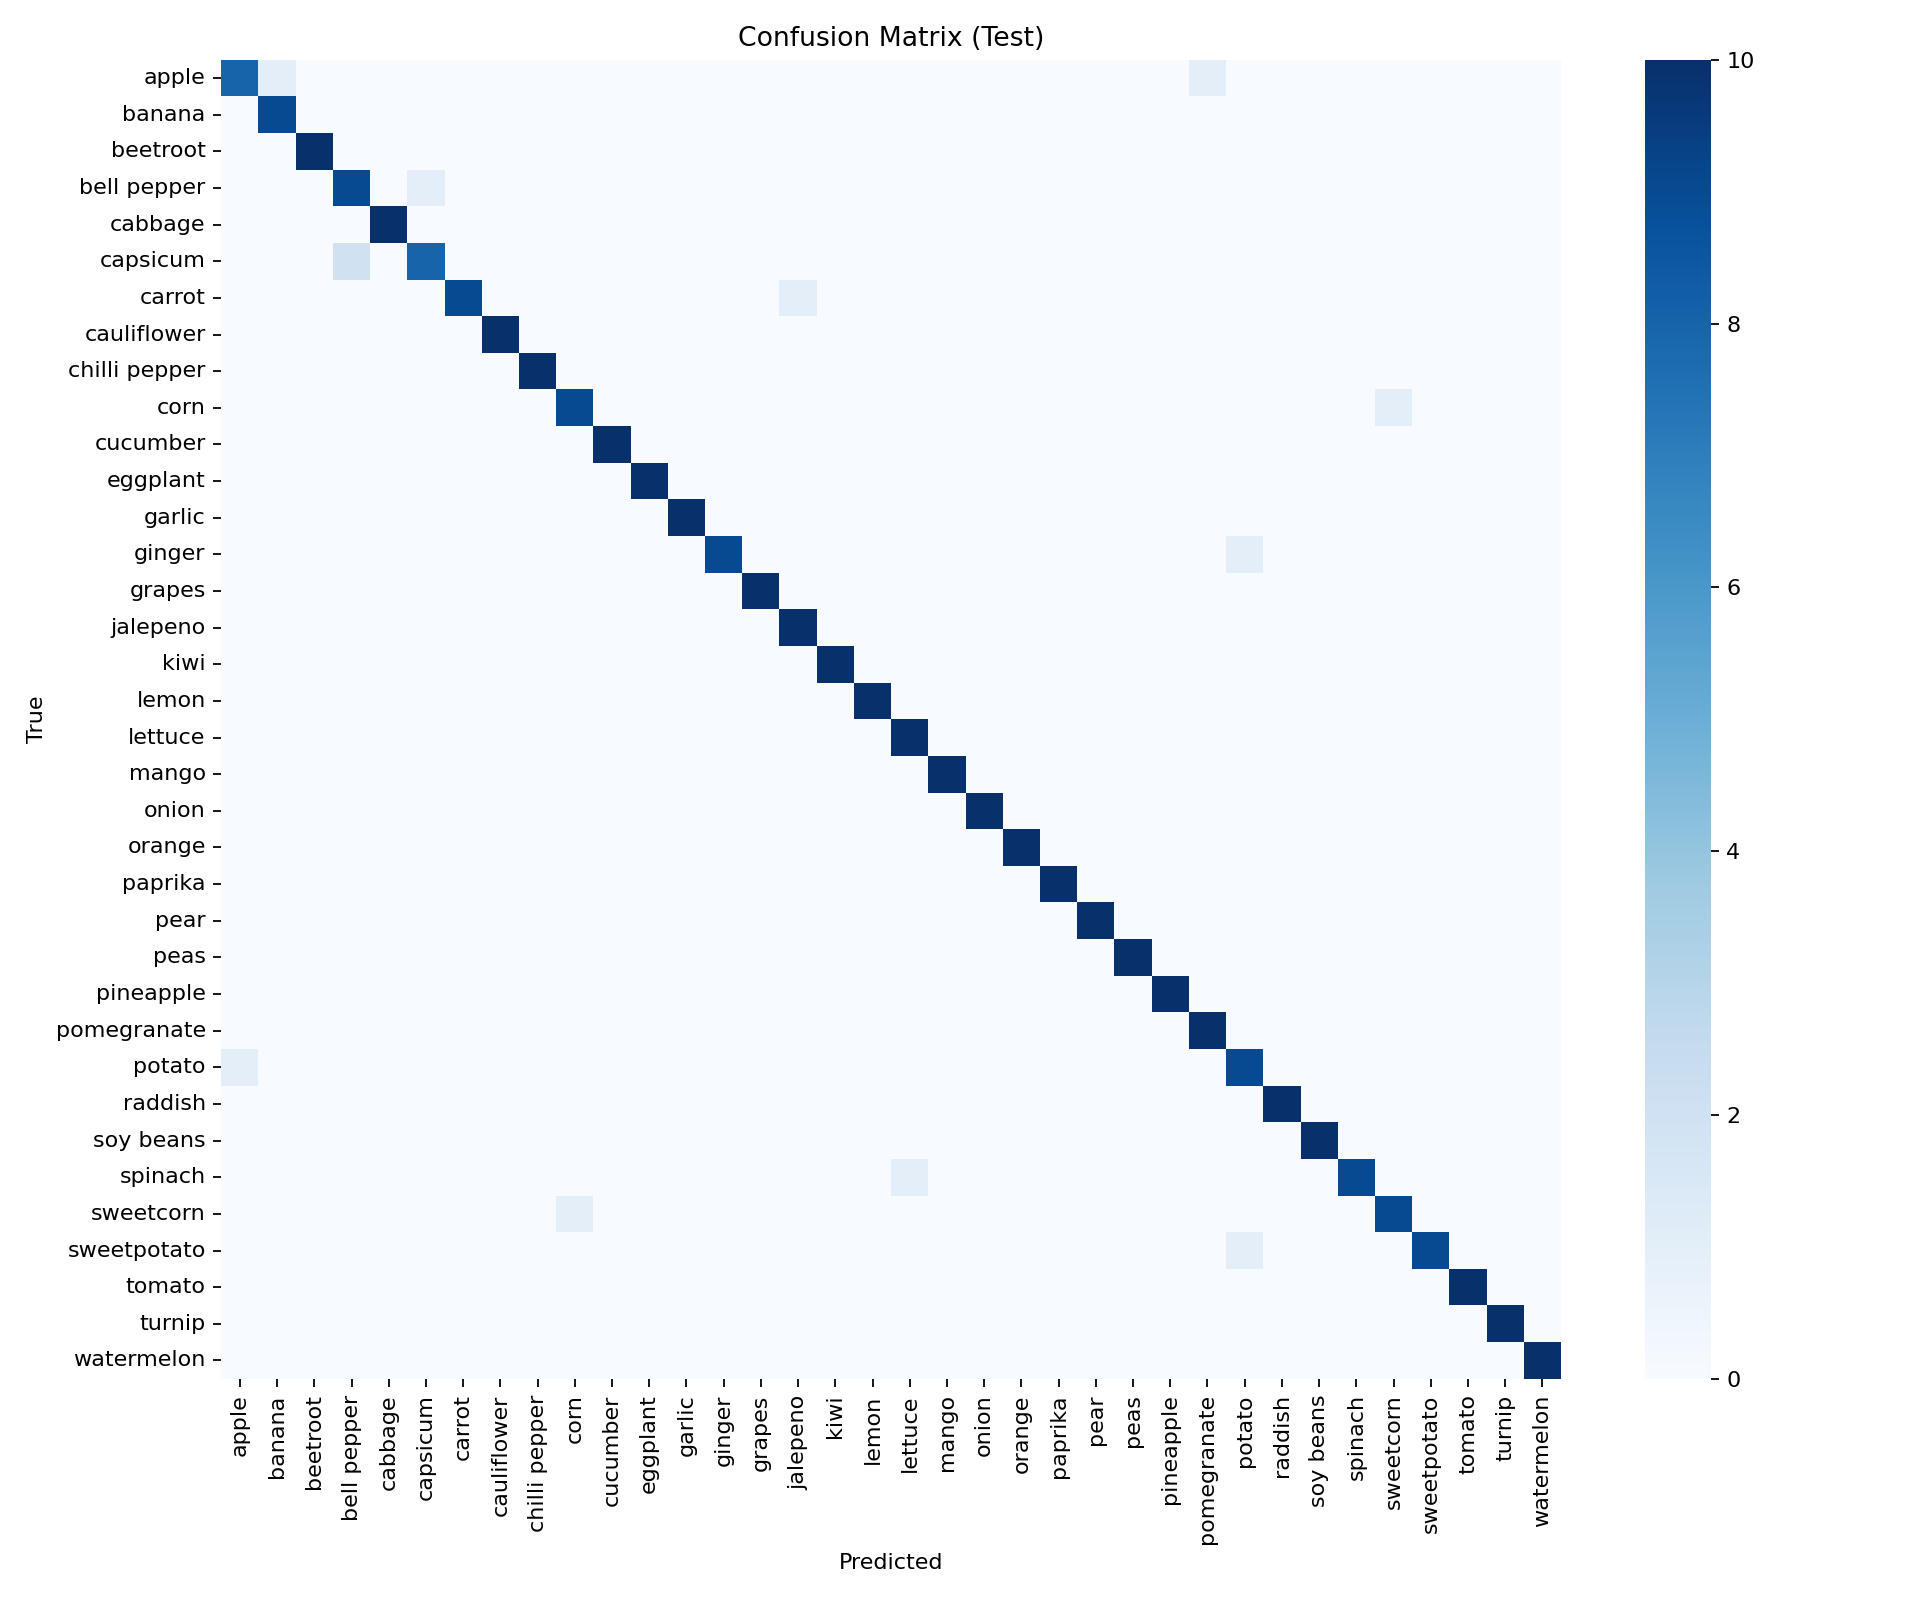 Confusion Matrix (Test)
apple
banana
beetroot
bell pepper
cabbage
capsicum
carrot
cauliflower
chilli pepper
corn
cucumber
eggplant
garlic
ginger
grapes
jalepeno
kiwi
lemon
lettuce
mango
onion
orange
paprika
pear
peas
pineapple
pomegranate
potato
raddish
soy beans
spinach
sweetcorn
sweetpotato
tomato
turnip
watermelon
True
apple
banana
beetroot
bell pepper
cabbage
capsicum
carrot
cauliflower
chilli pepper
corn
cucumber
eggplant
garlic
ginger
grapes
jalepeno
kiwi
lemon
lettuce
mango
onion
orange
paprika
pear
peas
pineapple
pomegranate
potato
raddish
soy beans
spinach
sweetcorn
sweetpotato
tomato
turnip
watermelon
Predicted
10
8
6
4
2
0